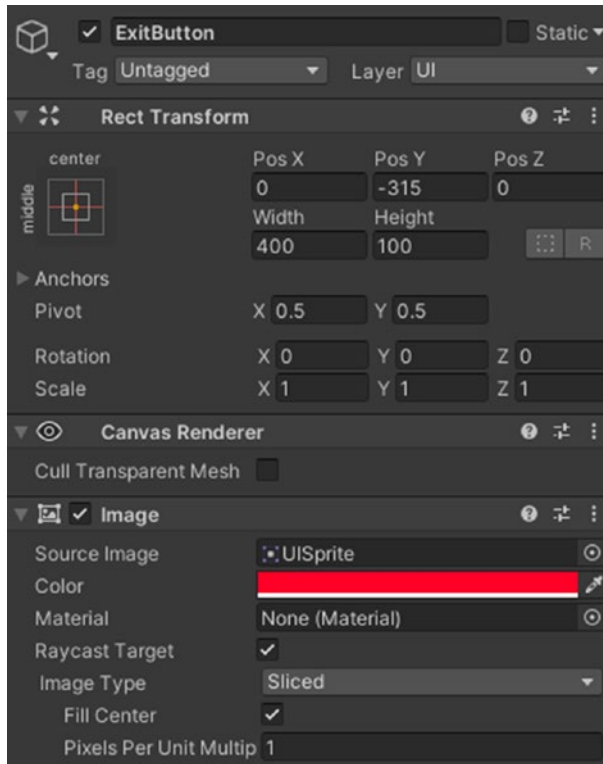 ExitButton Static
Tag Untagged Layer UI
Rect Transform
center Pos X Pos Y Pos Z
middle 0 -315 0
Width Height
400 100 R
Anchors
Pivot X 0.5 Y 0.5
Rotation X 0 Y 0 Z 0
Scale X 1 Y 1 Z 1
Canvas Renderer
Cull Transparent Mesh
Image
Source Image UISprite
Color
Material None (Material)
Raycast Target
Image Type Sliced
Fill Center
Pixels Per Unit Multip 1